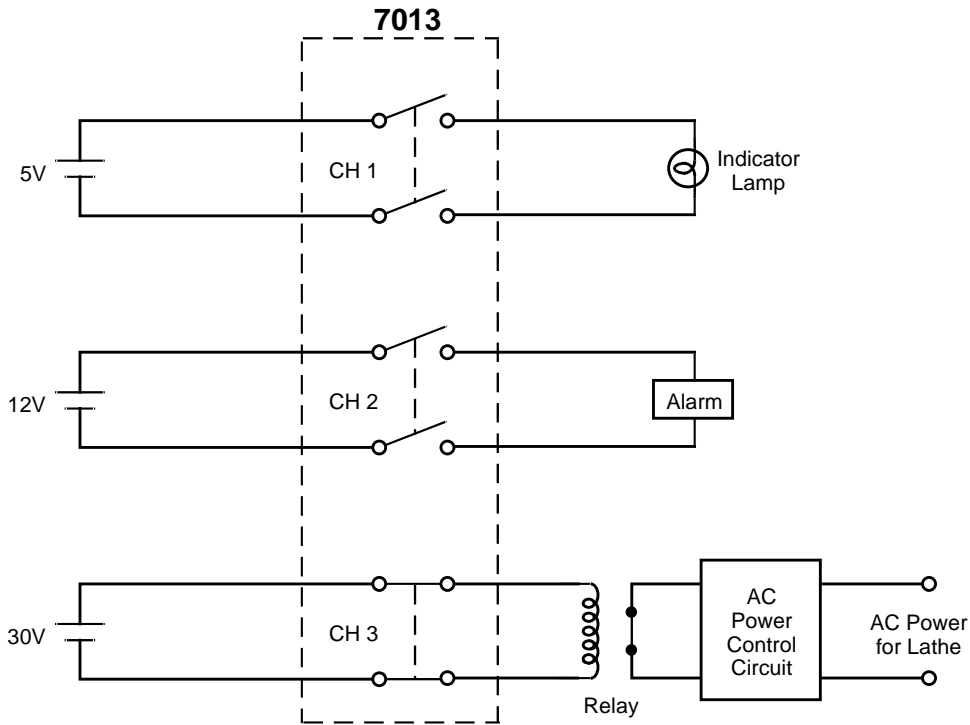 7013
5V
CH 1
Indicator
Lamp
12V
CH 2
Alarm
30V
CH 3
Relay
AC
Power
Control
Circuit
AC Power
for Lathe